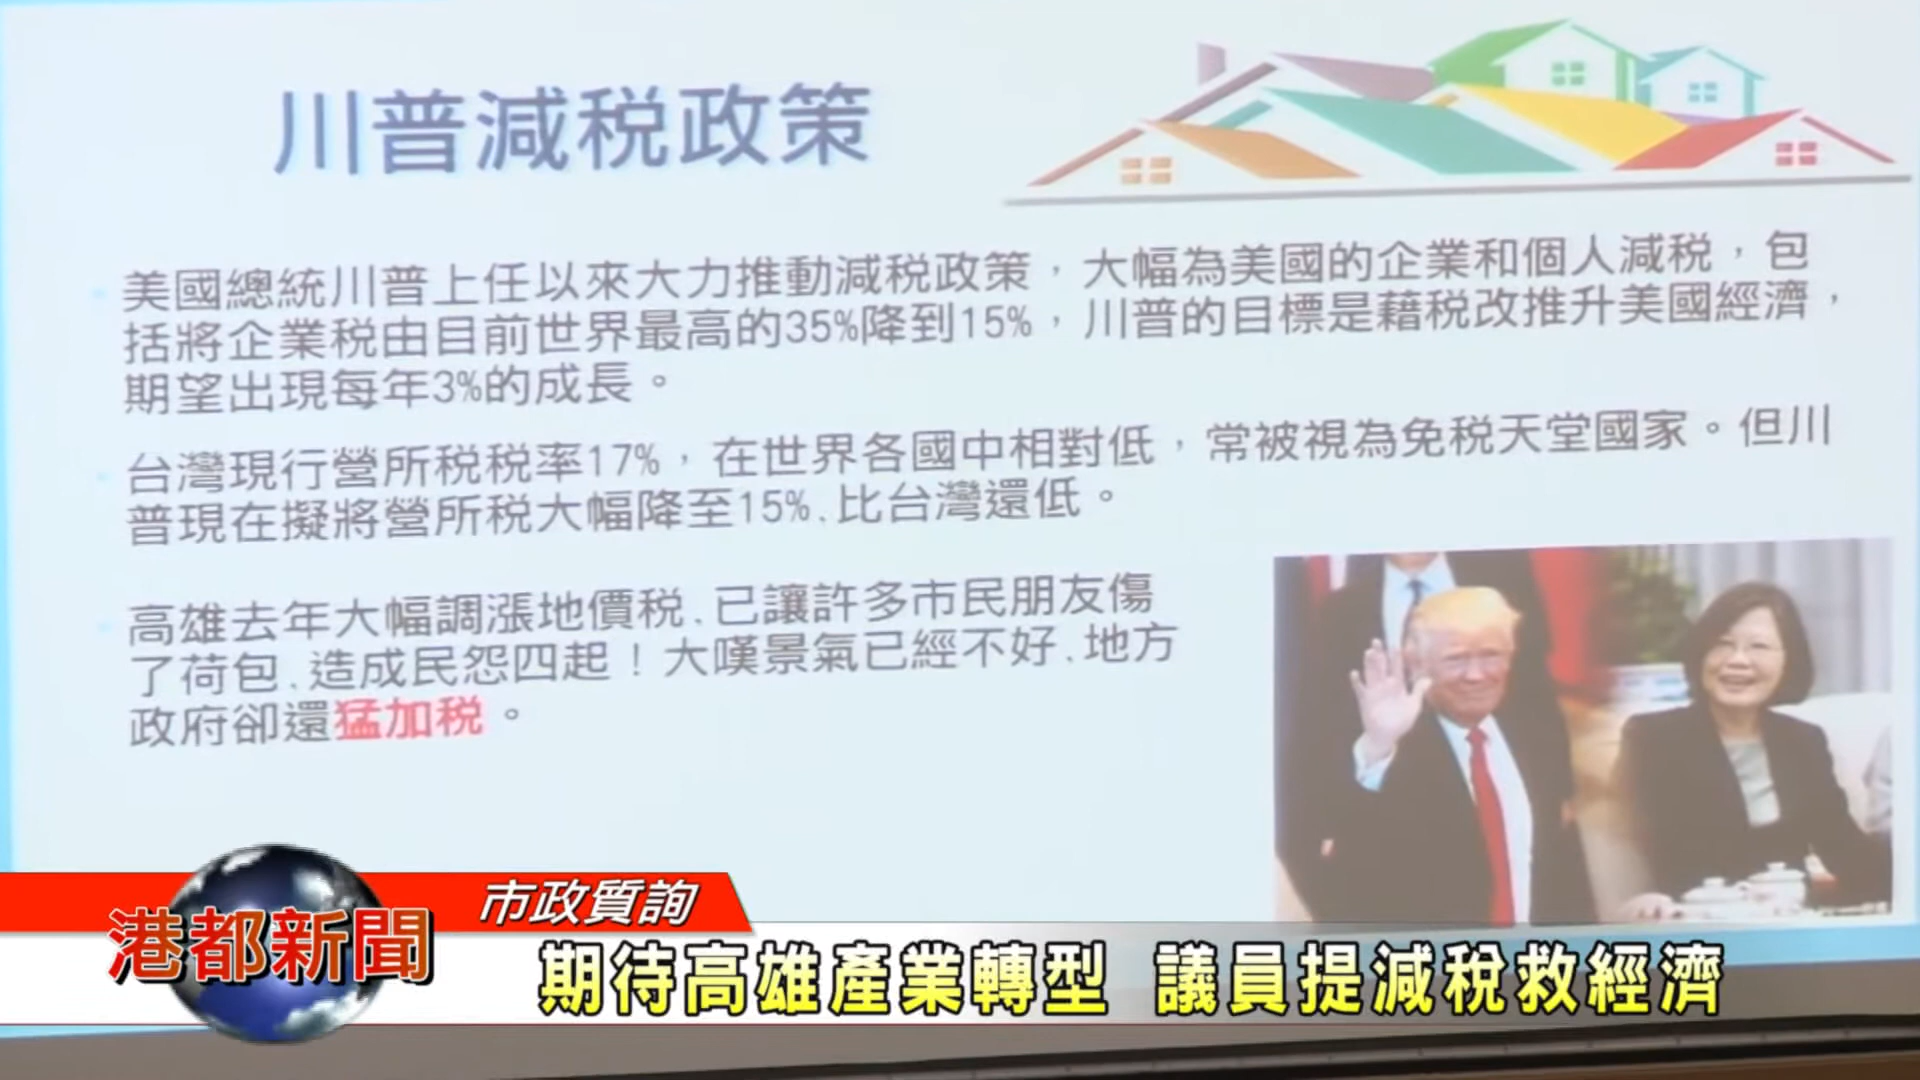 川普減稅政策
美國總統川普上任以來大力推動減稅政策，大幅為美國的企業和個人減稅，包
括將企業稅由目前世界最高的35%降到15%，川普的目標是藉稅改推升美國經濟，
期望出現每年3%的成長。
台灣現行營所稅稅率17%，在世界各國中相對低，常被視為免稅天堂國家。但川
普現在擬將營所稅大幅降至15%.比台灣還低。
高雄去年大幅調漲地價稅.已讓許多市民朋友傷
了荷包.造成民怨四起！大嘆景氣已經不好.地方
政府卻還猛加稅。
市政質詢
港都新聞
期待高雄產業轉型 議員提減稅救經濟